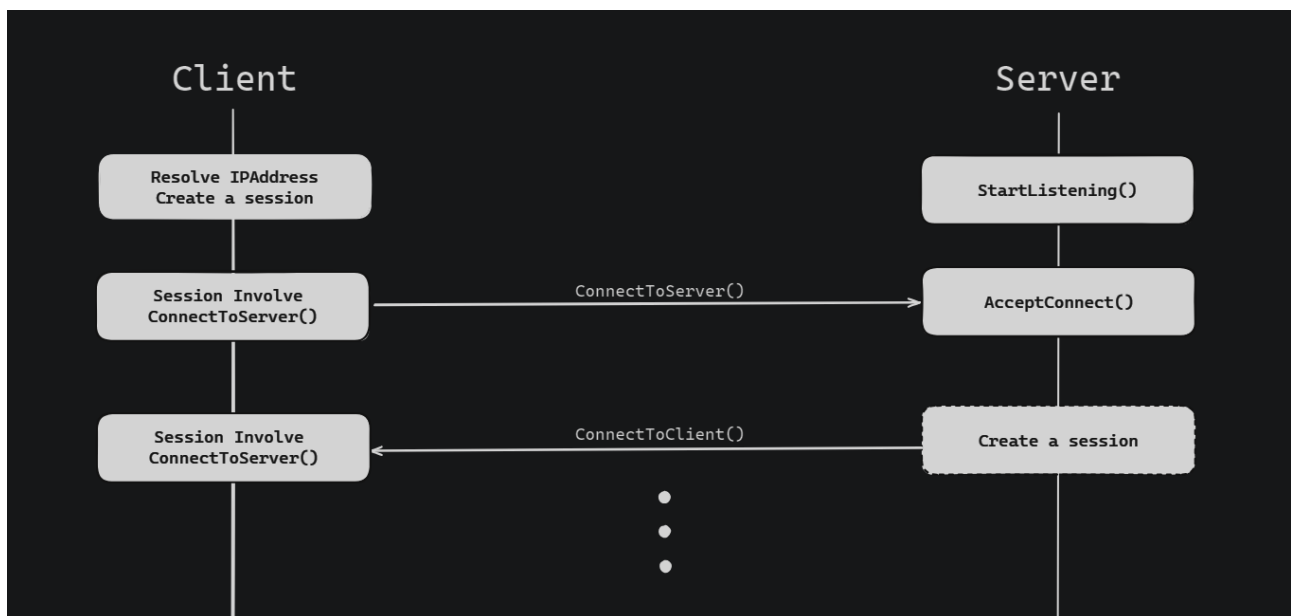 Client
Server
Resolve IPAddress
Create a session
StartListening()
Session Involve
ConnectToServer()
ConnectToServer()
AcceptConnect()
Session Involve
ConnectToServer()
ConnectToClient()
Create a session